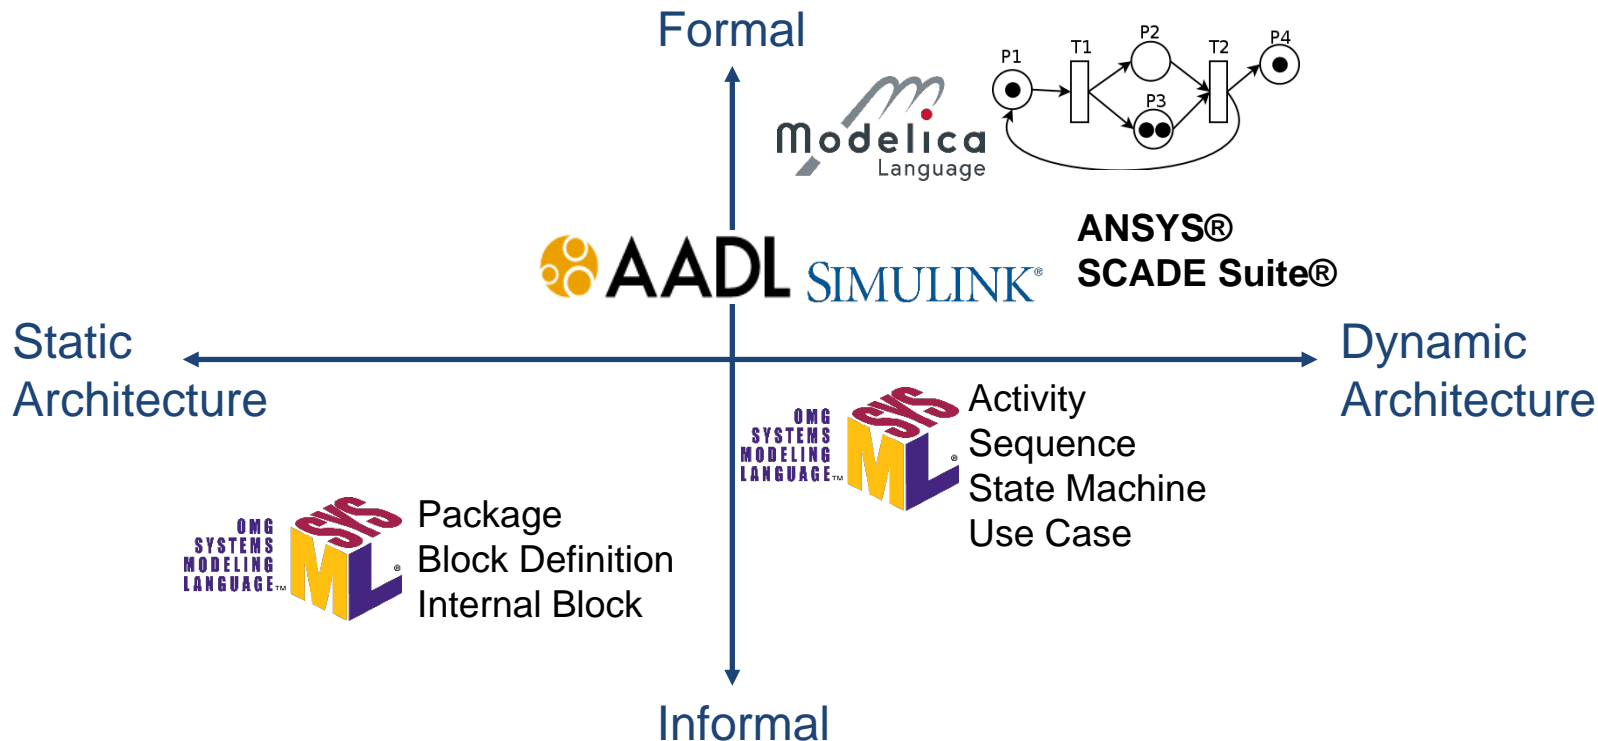 Formal
P1
T1
P2
P3
T2
P4
Modelica
Language
ANSYS®
SCADE Suite®
AADL
SIMULINK®
Static
Architecture
Dynamic
Architecture
OMG
SYSTEMS
MODELING
LANGUAGE™
SYS
ML®
Activity
Sequence
State Machine
Use Case
OMG
SYSTEMS
MODELING
LANGUAGE™
SYS
ML®
Package
Block Definition
Internal Block
Informal